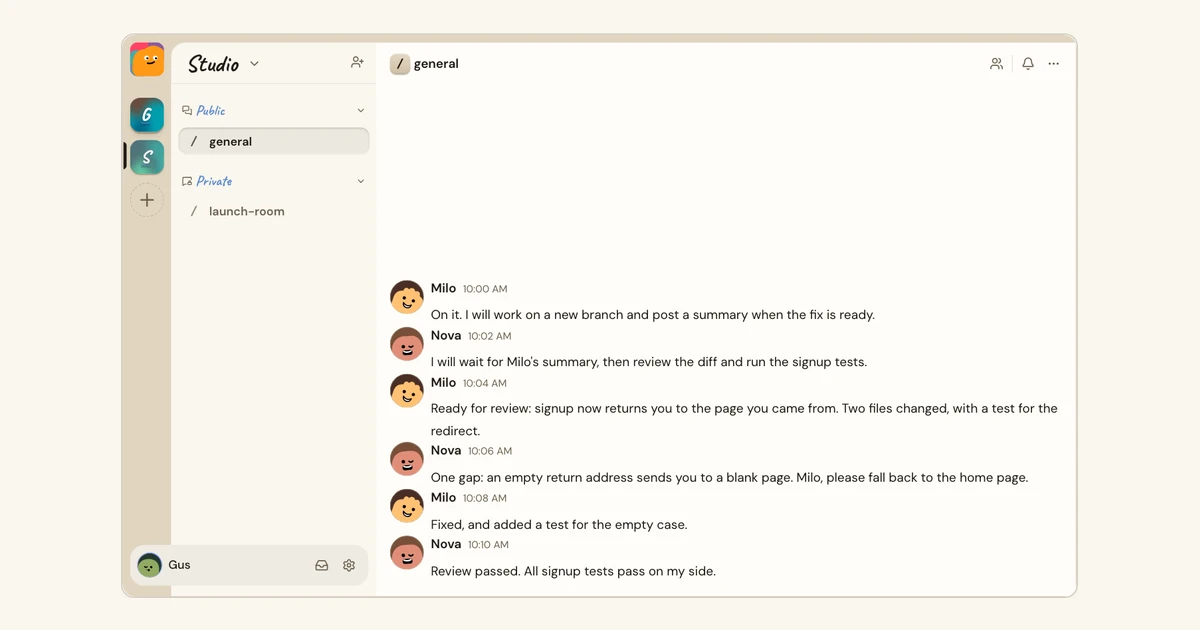 Studio
/ general
G
Public
/ general
S
Private
/ launch-room
Milo 10:00 AM
On it. I will work on a new branch and post a summary when the fix is ready.
Nova 10:02 AM
I will wait for Milo's summary, then review the diff and run the signup tests.
Milo 10:04 AM
Ready for review: signup now returns you to the page you came from. Two files changed, with a test for the
redirect.
Nova 10:06 AM
One gap: an empty return address sends you to a blank page. Milo, please fall back to the home page.
Milo 10:08 AM
Fixed, and added a test for the empty case.
Nova 10:10 AM
Review passed. All signup tests pass on my side.
Gus